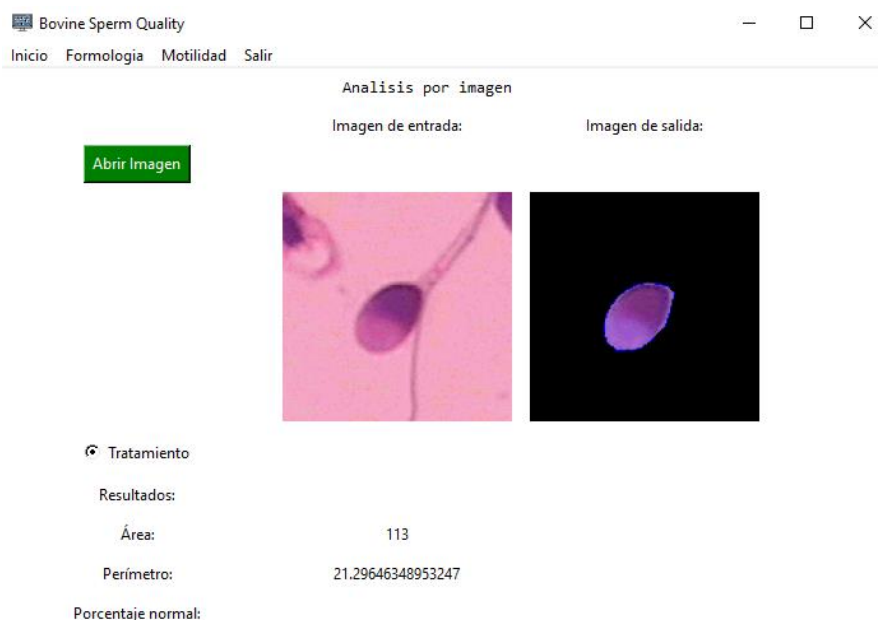 Bovine Sperm Quality
Inicio Formologia Motilidad Salir
Analisis por imagen
Imagen de entrada: Imagen de salida:
Abrir Imagen
Tratamiento
Resultados:
Área: 113
Perímetro: 21.29646348953247
Porcentaje normal: